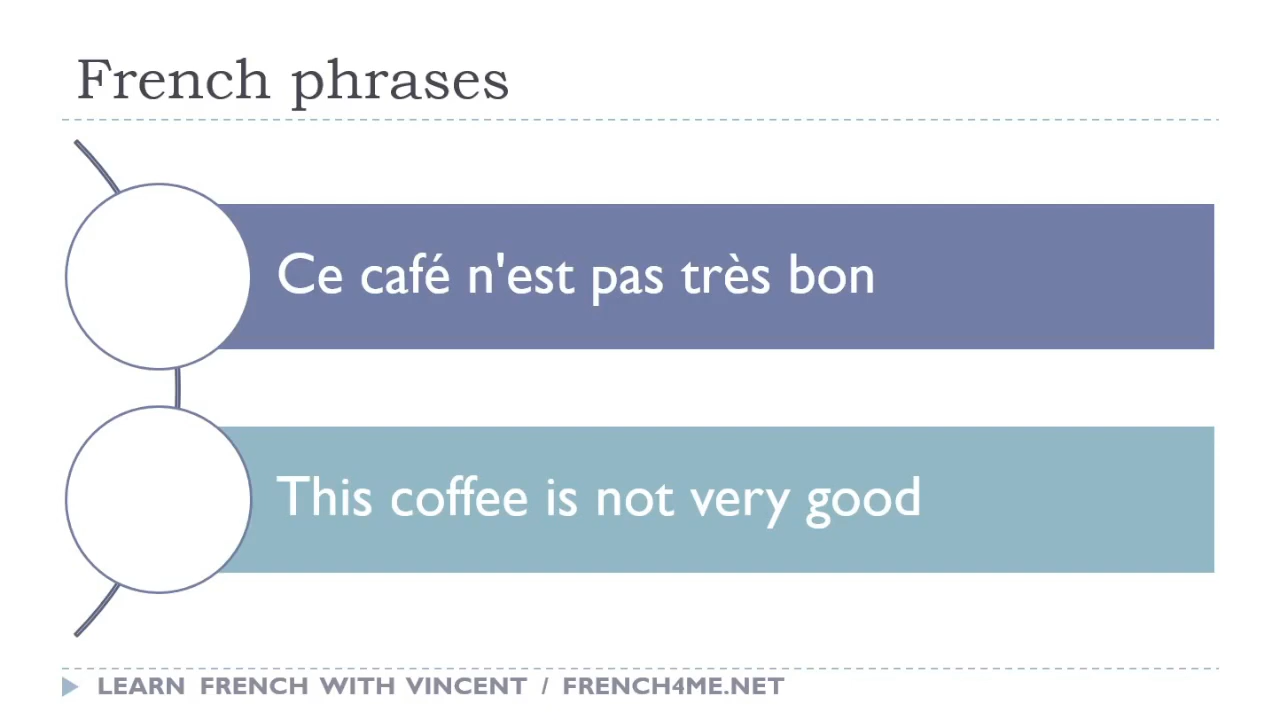 French phrases
Ce café n'est pas très bon
This coffee is not very good
LEARN FRENCH WITH VINCENT / FRENCH4ME.NET